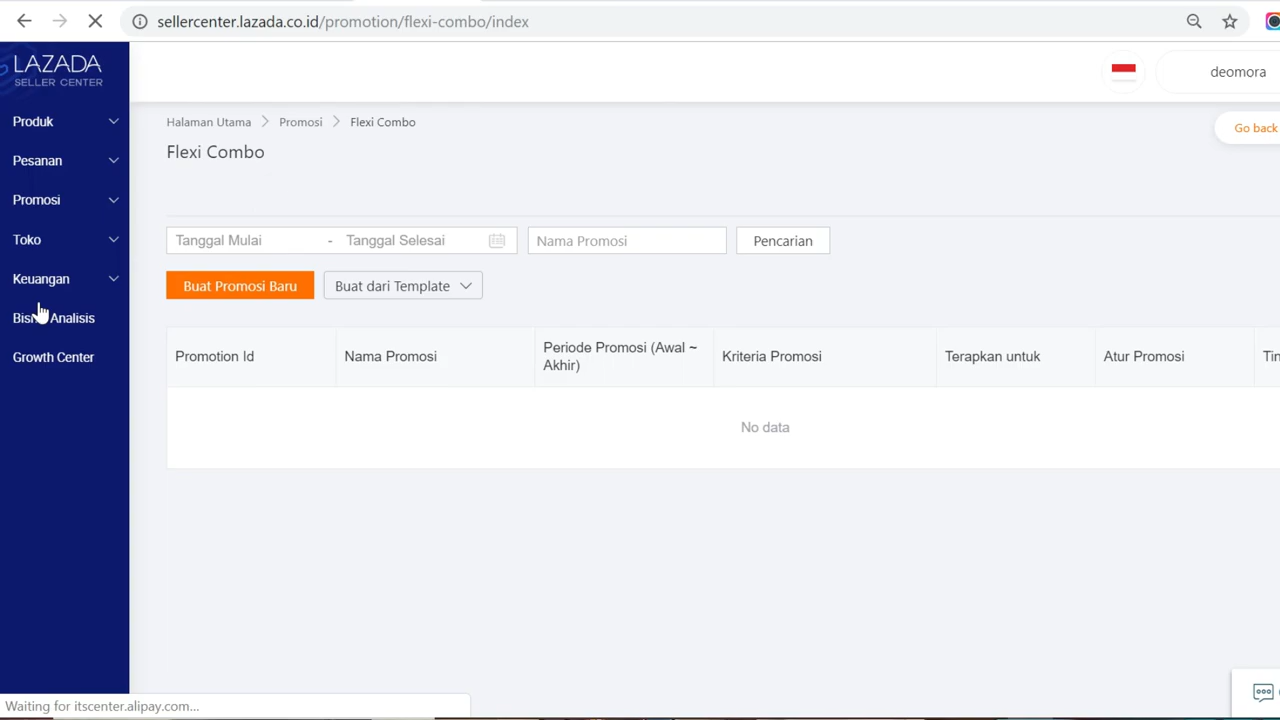 sellercenter.lazada.co.id/promotion/flexi-combo/index
LAZADA
SELLER CENTER
deomora
Produk
Pesanan
Promosi
Toko
Keuangan
Bisnis Analisis
Growth Center
Halaman Utama > Promosi > Flexi Combo
Go back
Flexi Combo
Tanggal Mulai - Tanggal Selesai
Nama Promosi
Pencarian
Buat Promosi Baru
Buat dari Template
Promotion Id
Nama Promosi
Periode Promosi (Awal ~
Akhir)
Kriteria Promosi
Terapkan untuk
Atur Promosi
No data
Waiting for itscenter.alipay.com...